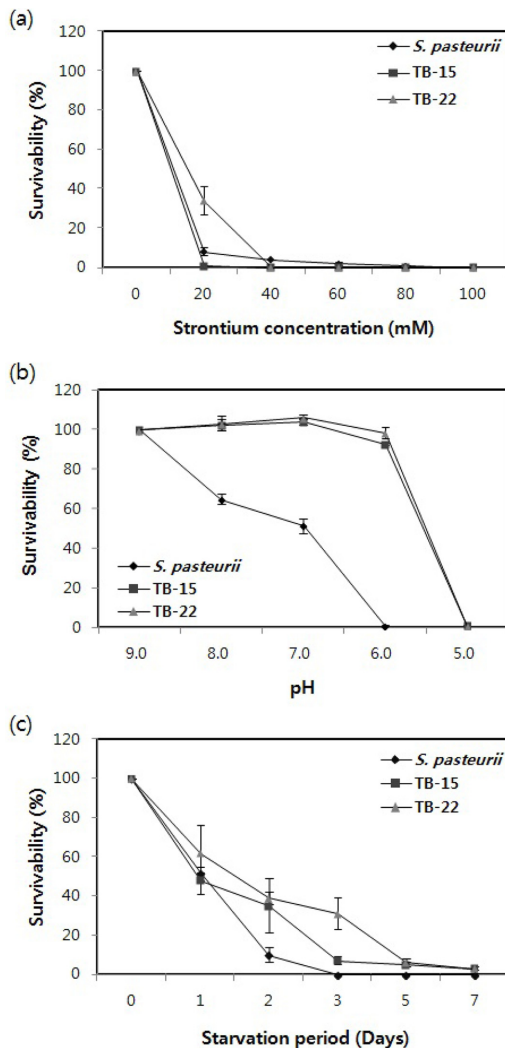 (a)
120
100
80
60
40
20
0
Survivability (%)
S. pasteurii
TB-15
TB-22
0 20 40 60 80 100
Strontium concentration (mM)
(b)
120
100
80
60
40
20
0
Survivability (%)
S. pasteurii
TB-15
TB-22
9.0 8.0 7.0 6.0 5.0
pH
(c)
120
100
80
60
40
20
0
Survivability (%)
S. pasteurii
TB-15
TB-22
0 1 2 3 5 7
Starvation period (Days)